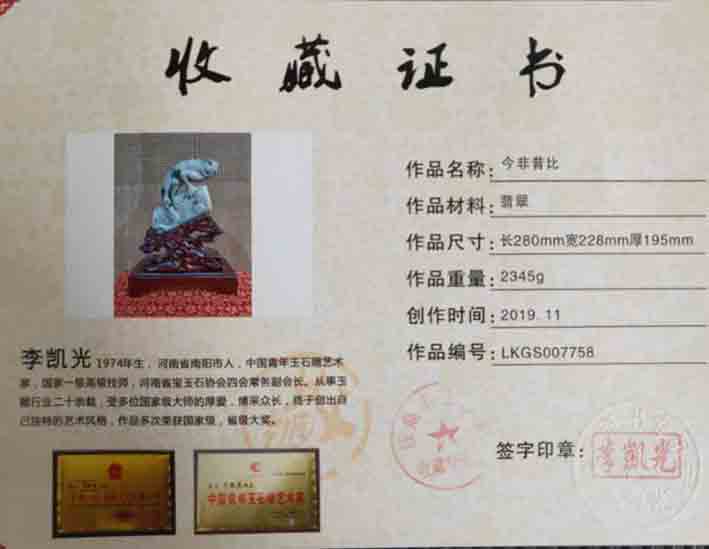 收藏证书
作品名称: 今非昔比
作品材料: 翡翠
作品尺寸: 长280mm宽228mm厚195mm
作品重量: 2345g
创作时间: 2019.11
作品编号: LKGS007758
李凯光 1974年生，河南省南阳市人，中国青年玉石雕艺术
家，国家一级高级技师，河南省宝玉石协会四会常务副会长。从事玉
雕行业二十余载，受多位国家级大师的厚爱，博采众长，终于创出自
己独特的艺术风格，作品多次荣获国家级，省级大奖。
签字印章:
李凯光
中国青年玉石雕艺术家